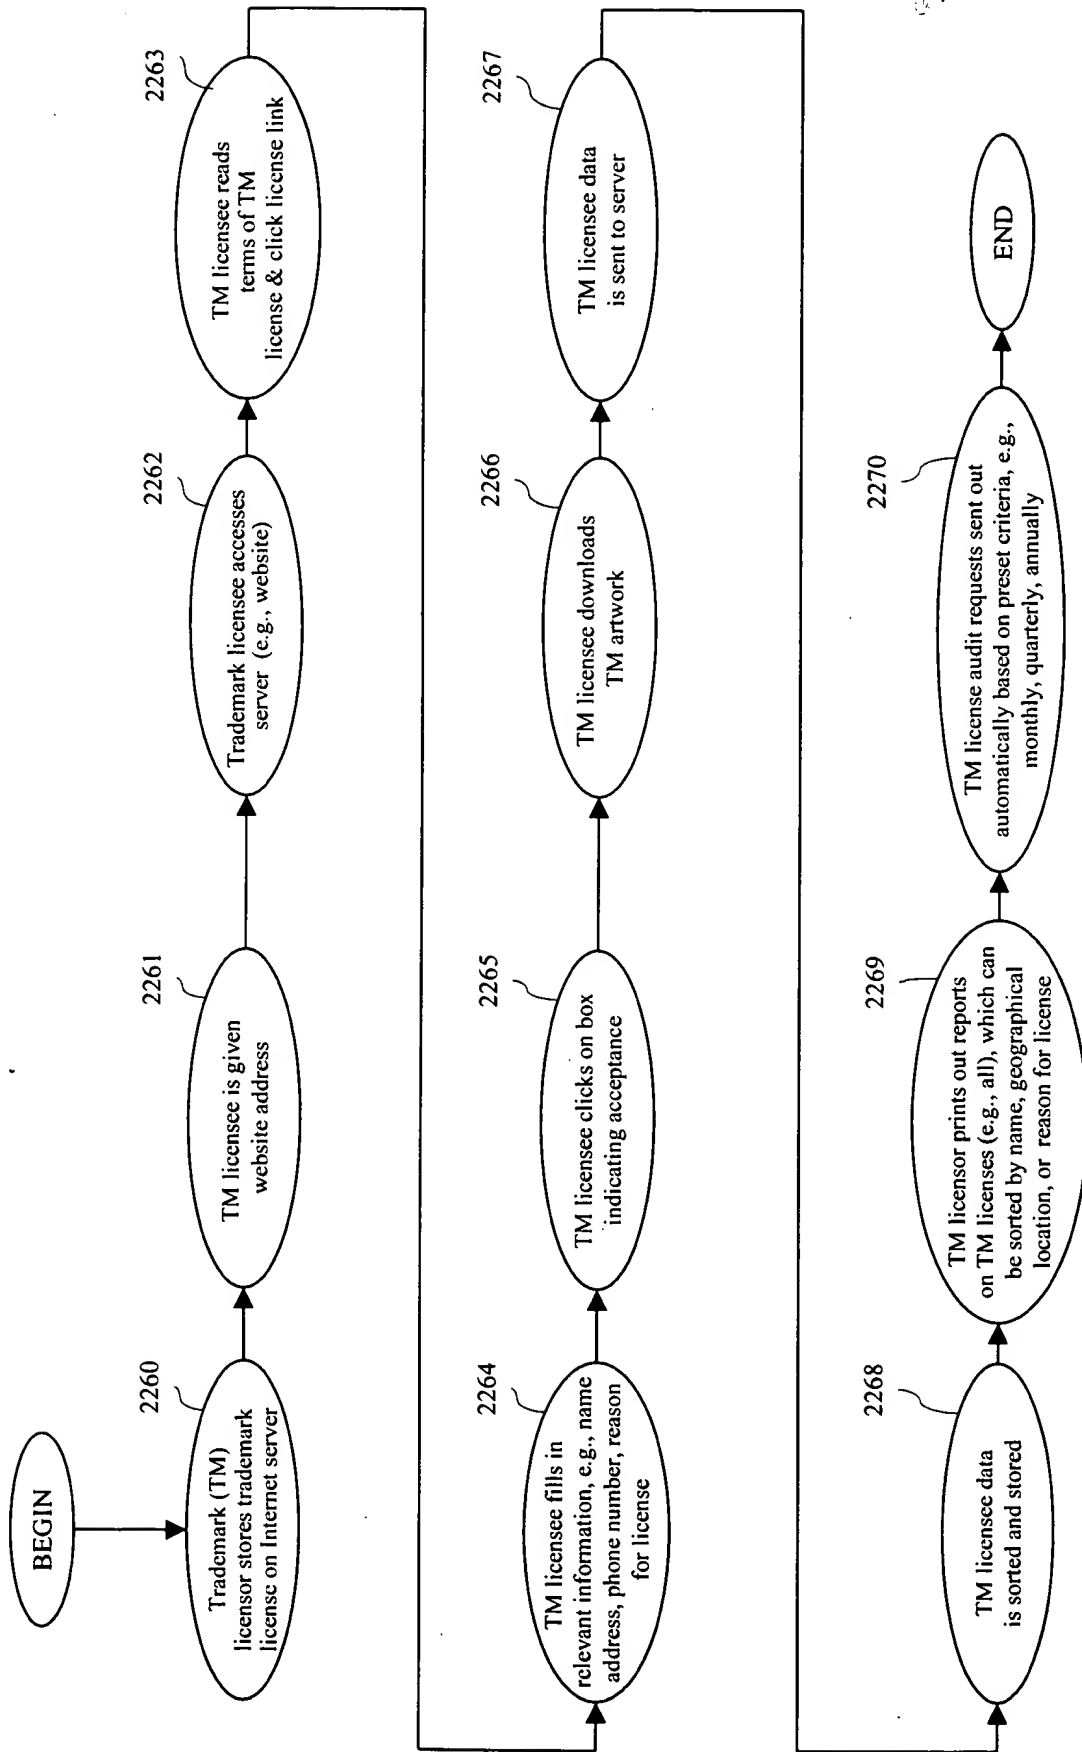 BEGIN
2260
Trademark (TM)
licensor stores trademark
license on Internet server
2261
TM licensee is given
website address
2262
Trademark licensee accesses
server (e.g., website)
2263
TM licensee reads
terms of TM
license & click license link
2264
TM licensee fills in
relevant information, e.g., name
address, phone number, reason
for license
2265
TM licensee clicks on box
indicating acceptance
2266
TM licensee downloads
TM artwork
2267
TM licensee data
is sent to server
2268
TM licensee data
is sorted and stored
2269
TM licensor prints out reports
on TM licenses (e.g., all), which can
be sorted by name, geographical
location, or reason for license
2270
TM license audit requests sent out
automatically based on preset criteria, e.g.,
monthly, quarterly, annually
END